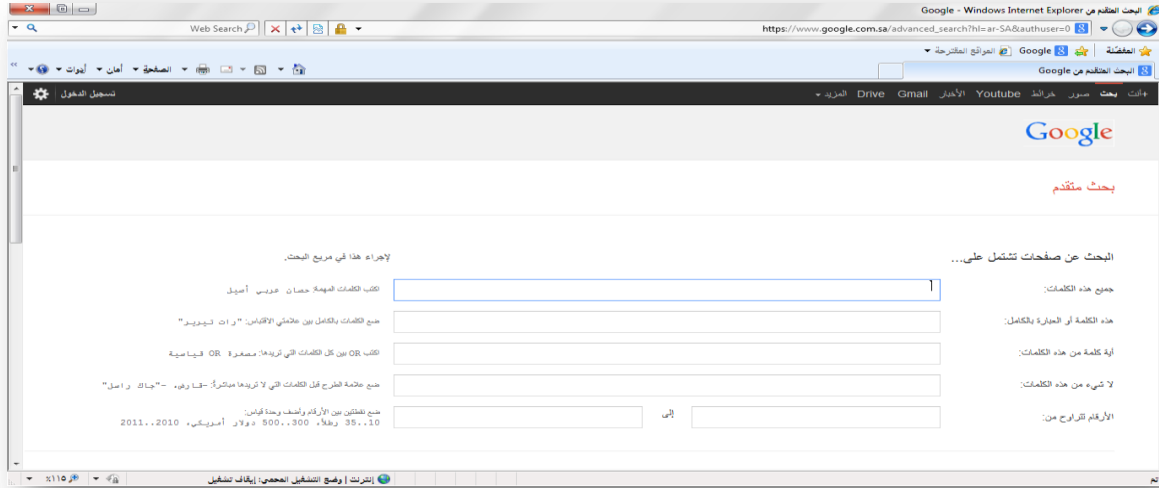 البحث المتقدم من Google - Windows Internet Explorer
https://www.google.com.sa/advanced_search?hl=ar-SA&authuser=0
Web Search
المفضلة Google المواقع المقترحة
البحث المتقدم من Google
الصفحة أمان أدوات
+أنت بحث صور خرائط Youtube الأخبار Gmail Drive المزيد
تسجيل الدخول
Google
بحث متقدم
البحث عن صفحات تشتمل على...
لإجراء هذا في مربع البحث.
جميع هذه الكلمات:
أ
اكتب الكلمات المهمة: حصان عربي أصيل
هذه الكلمة أو العبارة بالكامل:
ضع الكلمات بالكامل بين علامتي الاقتباس: "رات تيرير"
أية كلمة من هذه الكلمات:
اكتب OR بين كل الكلمات التي تريدها: مصغرة OR قياسية
لا شيء من هذه الكلمات:
ضع علامة الطرح قبل الكلمات التي لا تريدها مباشرةً: -قارض، -"جاك راسل"
الأرقام تتراوح من:
إلى
ضع نقطتين بين الأرقام وأضف وحدة قياس:
10..35 رطلاً، 300..500 دولار أمريكي، 2010..2011
تم
إنترنت | وضع التشغيل المحمي: إيقاف تشغيل
١١٥%